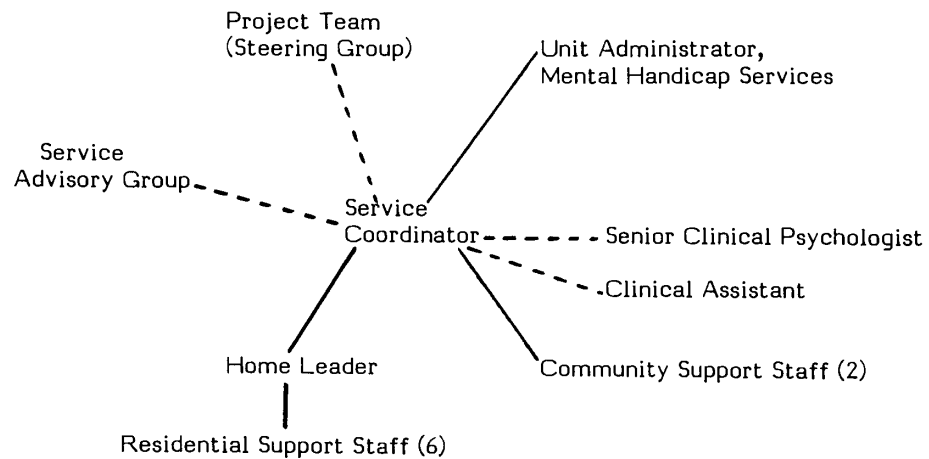 Project Team
(Steering Group)
Unit Administrator,
Mental Handicap Services
Service
Advisory Group
Service
Coordinator
Senior Clinical Psychologist
Clinical Assistant
Home Leader
Community Support Staff (2)
Residential Support Staff (6)